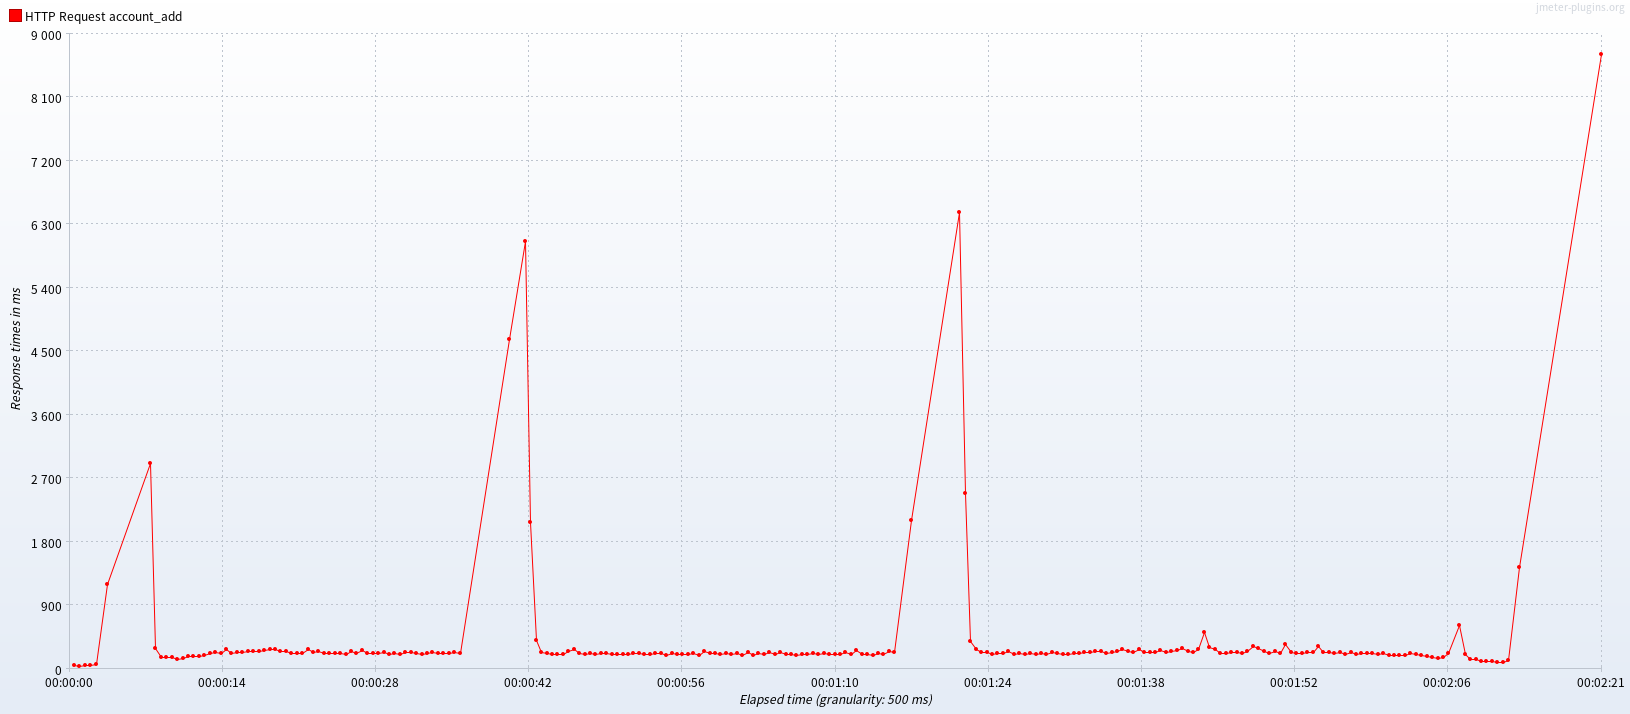 HTTP Request account_add
jmeter-plugins.org
9 000
8 100
7 200
6 300
5 400
4 500
3 600
2 700
1 800
900
0
Response times in ms
00:00:00 00:00:14 00:00:28 00:00:42 00:00:56 00:01:10 00:01:24 00:01:38 00:01:52 00:02:06 00:02:21
Elapsed time (granularity: 500 ms)